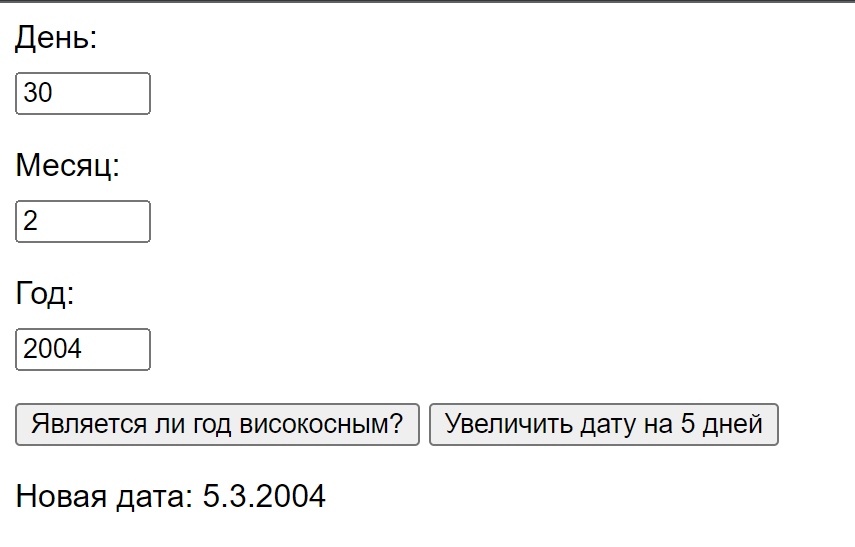 День:
30
Месяц:
2
Год:
2004
Является ли год високосным? Увеличить дату на 5 дней
Новая дата: 5.3.2004